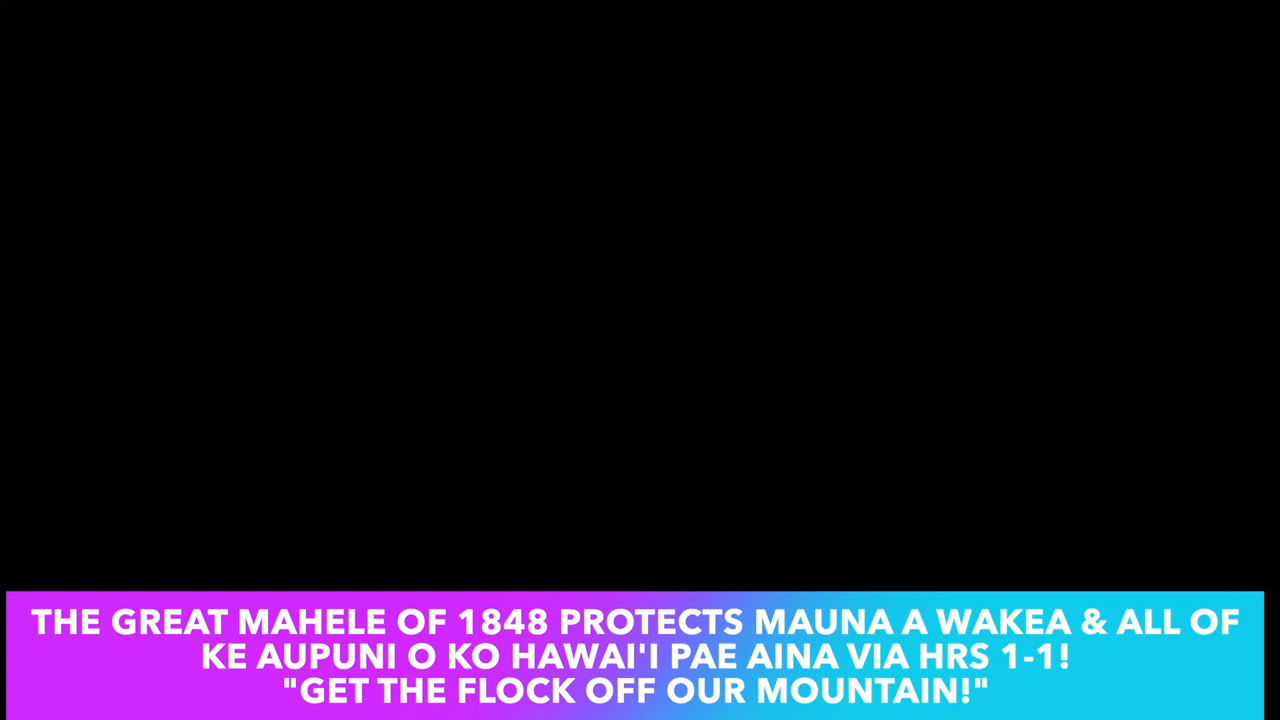 THE GREAT MAHELE OF 1848 PROTECTS MAUNA A WAKEA & ALL OF
KE AUPUNI O KO HAWAI'I PAE AINA VIA HRS 1-1!
"GET THE FLOCK OFF OUR MOUNTAIN!"